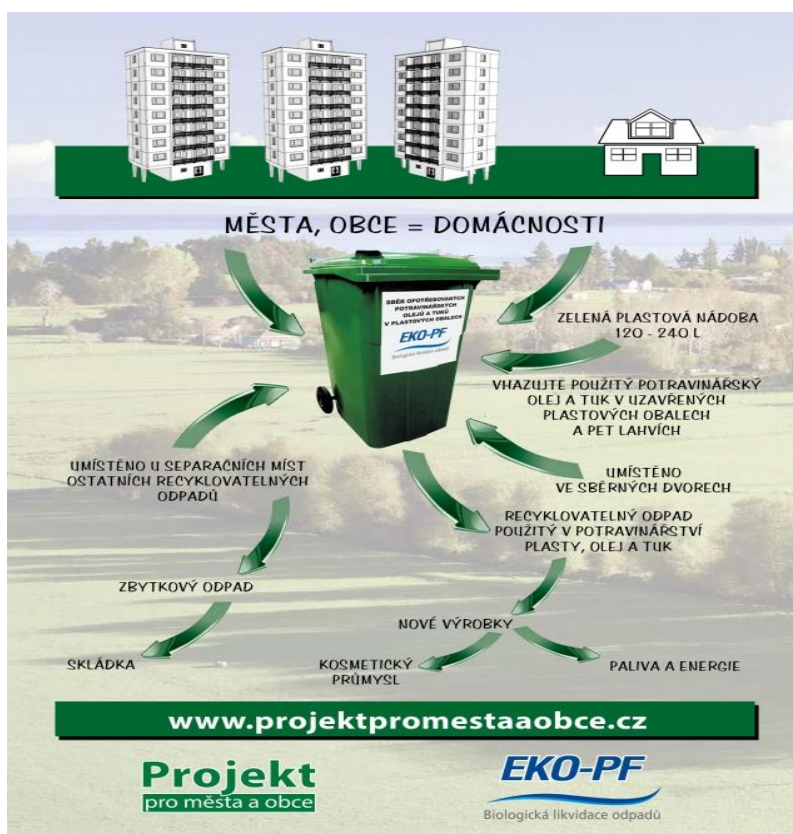 MĚSTA, OBCE = DOMÁCNOSTI
SBĚR OPOTŘEBOVANÝCH
POTRAVINÁŘSKÝCH
OLEJŮ A TUKŮ
V PLASTOVÝCH OBALECH
EKO-PF
Biologická likvidace odpadů
ZELENÁ PLASTOVÁ NÁDOBA
120 - 240 L
VHAZUJTE POUŽITÝ POTRAVINÁŘSKÝ
OLEJ A TUK V UZAVŘENÝCH
PLASTOVÝCH OBALECH
A PET LAHVÍCH
UMÍSTĚNO U SEPARAČNÍCH MÍST
OSTATNÍCH RECYKLOVATELNÝCH
ODPADŮ
UMÍSTĚNO
VE SBĚRNÝCH DVORECH
RECYKLOVATELNÝ ODPAD
POUŽITÝ V POTRAVINÁŘSTVÍ
PLASTY, OLEJ A TUK
ZBYTKOVÝ ODPAD
NOVÉ VÝROBKY
SKLÁDKA
KOSMETICKÝ
PRŮMYSL
PALIVA A ENERGIE
www.projektpromestaaobce.cz
Projekt
pro města a obce
EKO-PF
Biologická likvidace odpadů